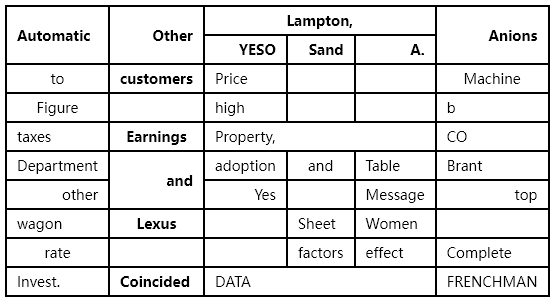 Automatic Other Lampton, Anions
YESO Sand A.
to customers Price Machine
Figure high b
taxes Earnings Property, CO
Department and adoption and Table Brant
other Yes Message top
wagon Lexus Sheet Women
rate factors effect Complete
Invest. Coincided DATA FRENCHMAN